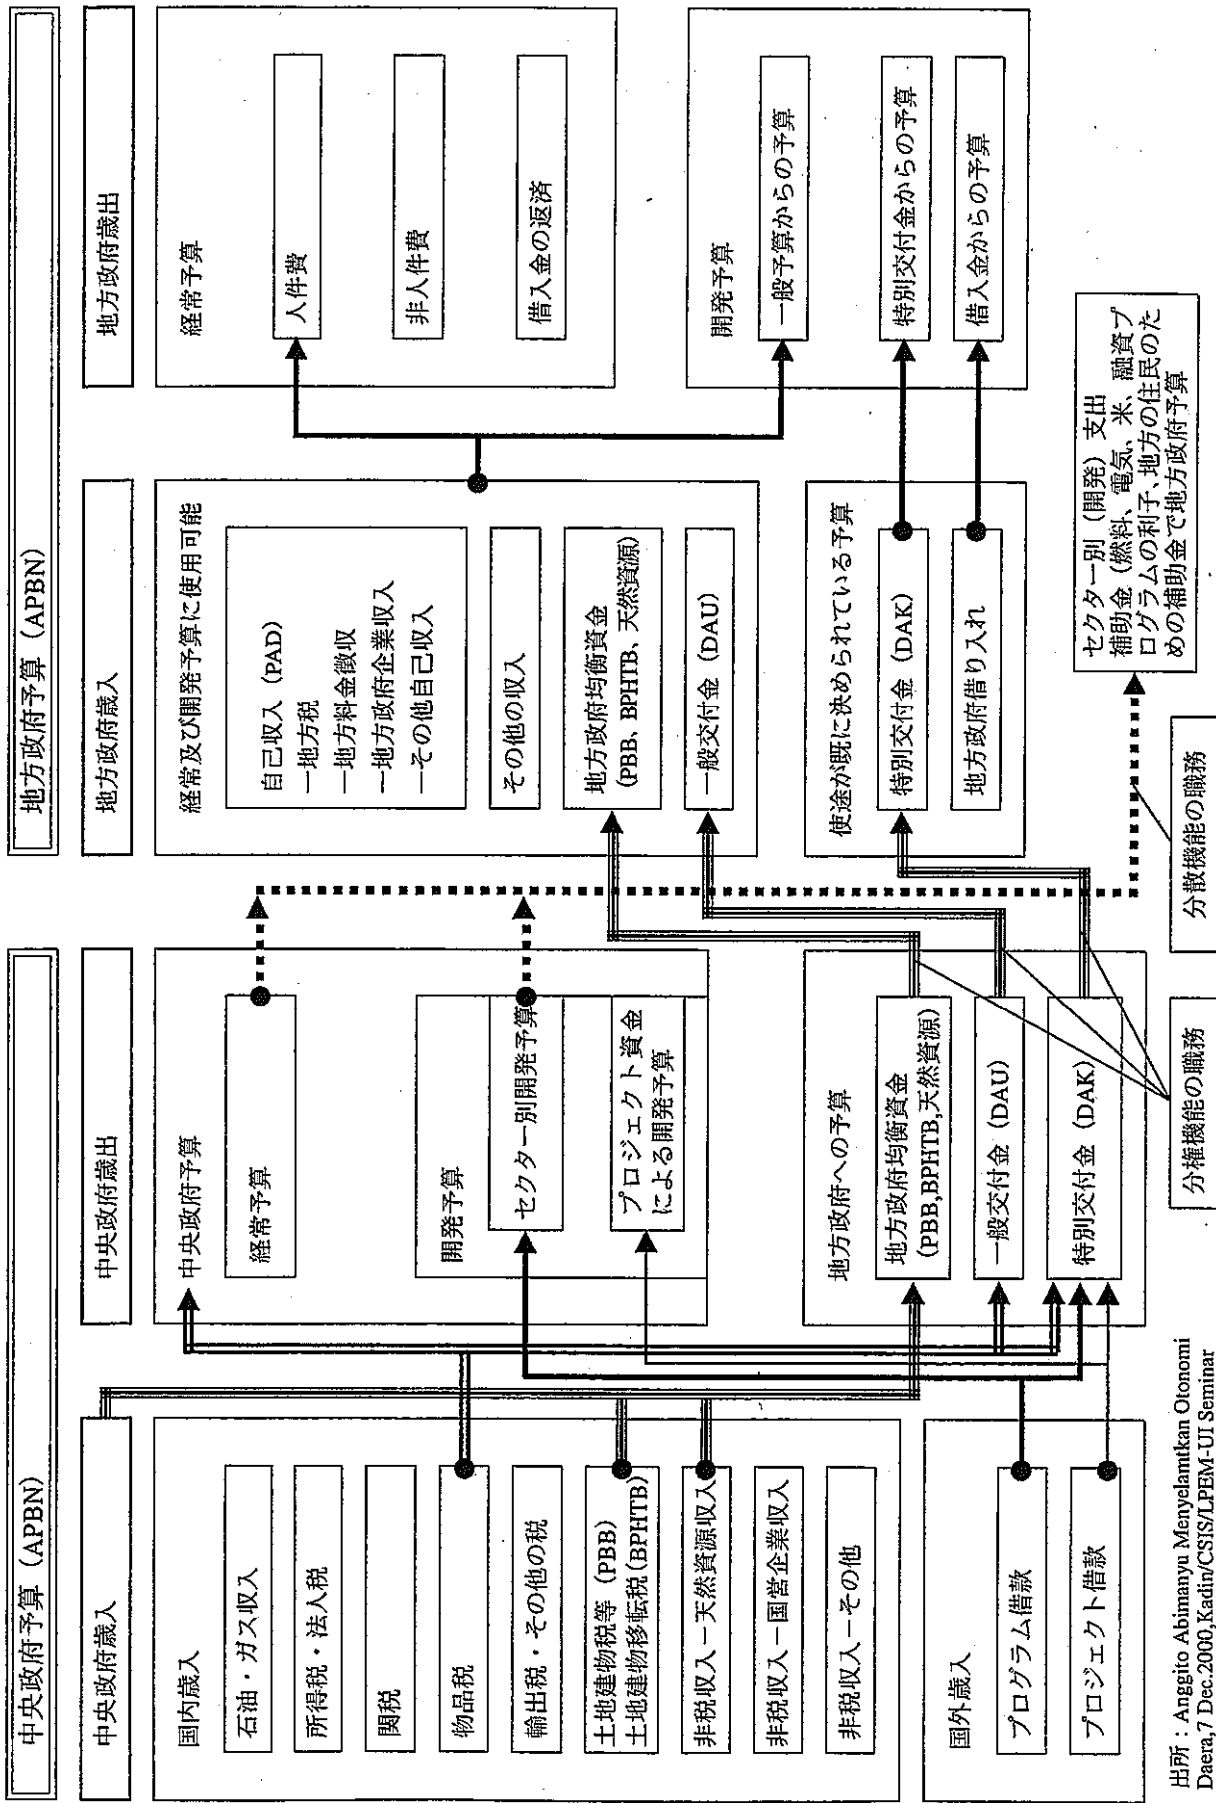 中央政府予算（APBN）
中央政府歳入
国内歳入
石油・ガス収入
所得税・法人税
関税
物品税
輸出税・その他の税
土地建物税等（PBB）
土地建物移転税(BPHTB)
非税収入－天然資源収入
非税収入－国営企業収入
非税収入－その他
国外歳入
プログラム借款
プロジェクト借款
中央政府歳出
中央政府予算
経常予算
開発予算
セクター別開発予算
プロジェクト資金
による開発予算
地方政府への予算
地方政府均衡資金
(PBB,BPHTB,天然資源)
一般交付金（DAU）
特別交付金（DAK）
地方政府予算（APBN）
地方政府歳入
経常及び開発予算に使用可能
自己収入（PAD）
―地方税
―地方料金徴収
―地方政府企業収入
―その他自己収入
その他の収入
地方政府均衡資金
(PBB、BPHTB、天然資源)
一般交付金（DAU）
使途が既に決められている予算
特別交付金（DAK）
地方政府借り入れ
地方政府歳出
経常予算
人件費
非人件費
借入金の返済
開発予算
一般予算からの予算
特別交付金からの予算
借入金からの予算
セクター別（開発）支出
補助金（燃料、電気、米、融資プ
ログラムの利子、地方の住民のた
めの補助金で地方政府予算
分権機能の職務
分散機能の職務
出所：Anggito Abimanyu Menyelamtkan Otonomi
Daera,7 Dec.2000,Kadin/CSIS/LPEM-UI Seminar